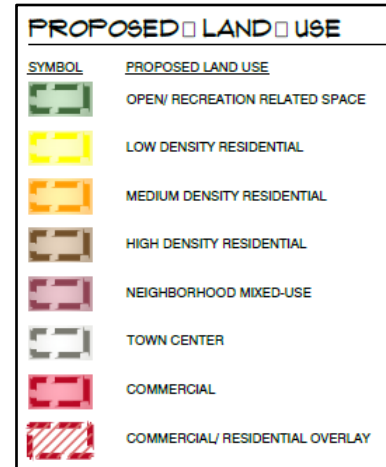 PROPOSED□LAND□USE
SYMBOL PROPOSED LAND USE
OPEN/ RECREATION RELATED SPACE
LOW DENSITY RESIDENTIAL
MEDIUM DENSITY RESIDENTIAL
HIGH DENSITY RESIDENTIAL
NEIGHBORHOOD MIXED-USE
TOWN CENTER
COMMERCIAL
COMMERCIAL/ RESIDENTIAL OVERLAY